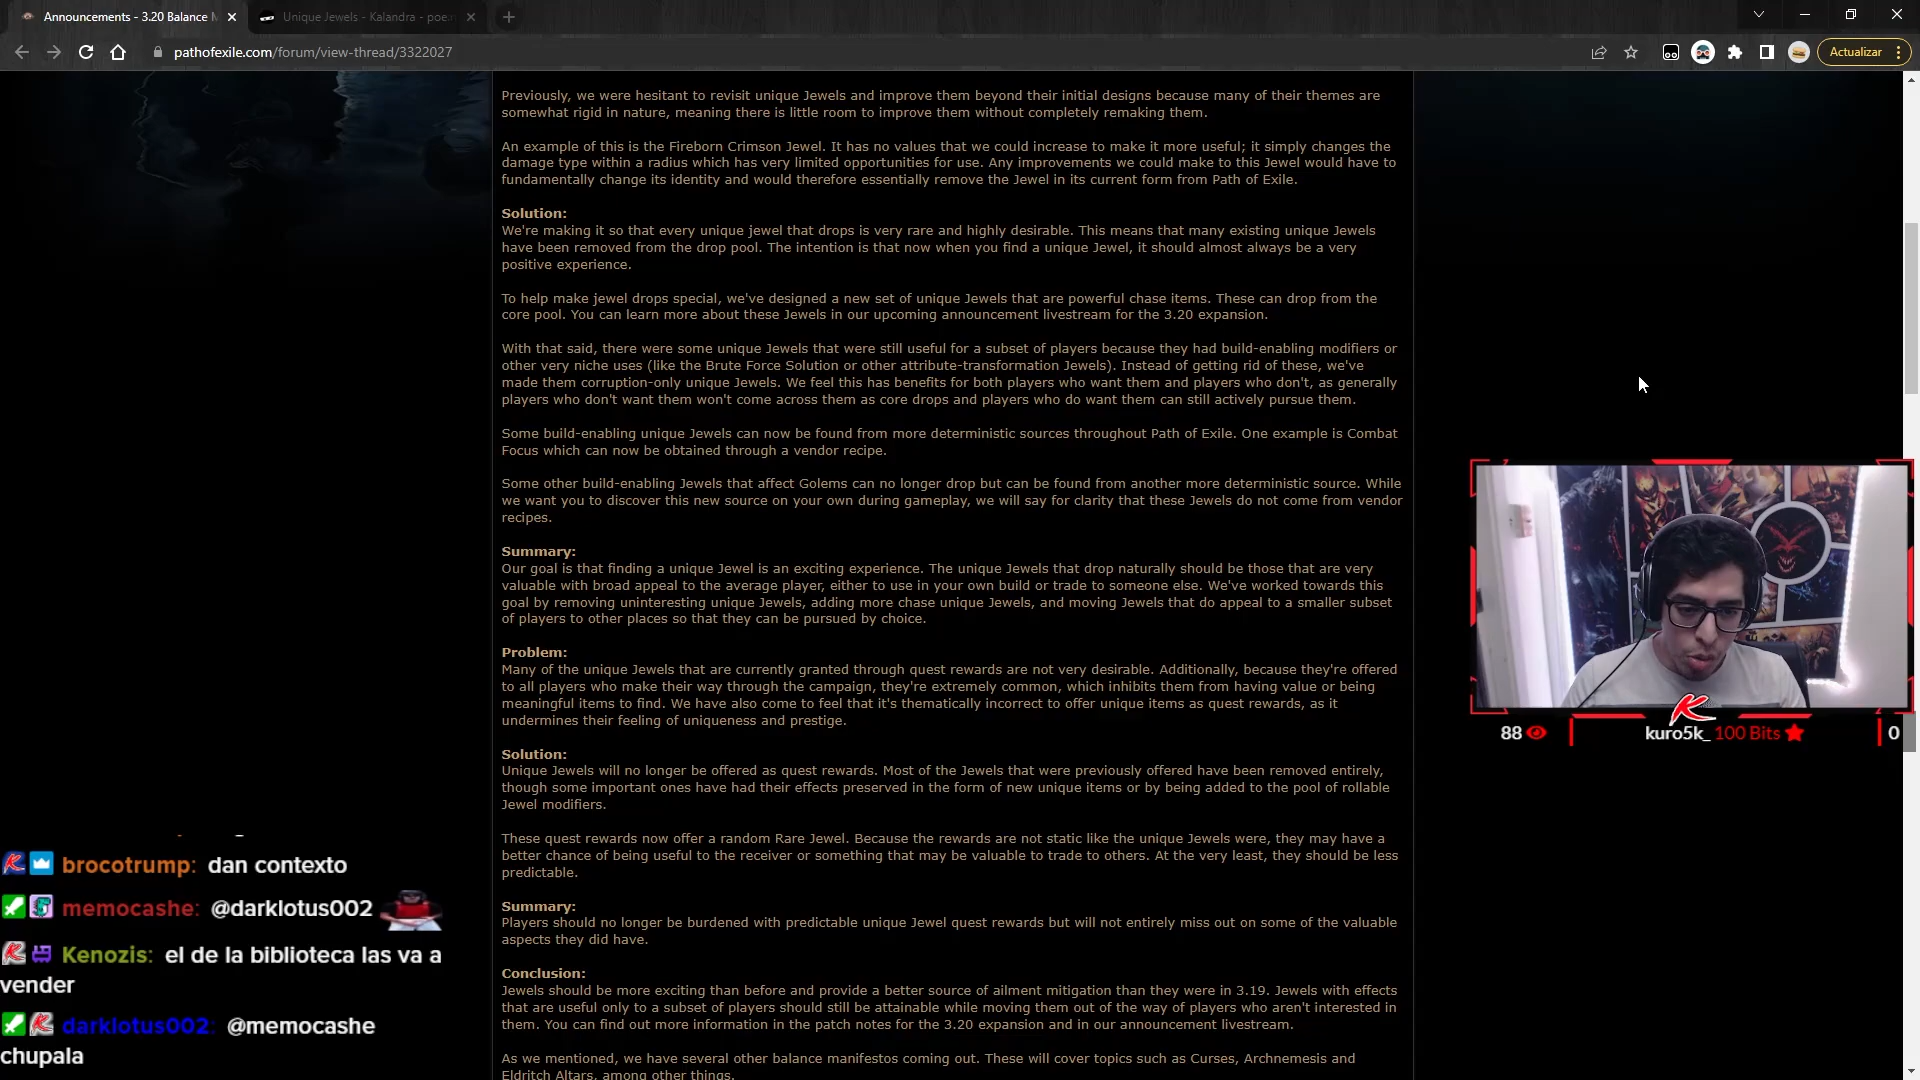 Announcements - 3.20 Balance M
Unique Jewels - Kalandra - poe.n
pathofexile.com/forum/view-thread/3322027
Actualizar
Previously, we were hesitant to revisit unique Jewels and improve them beyond their initial designs because many of their themes are
somewhat rigid in nature, meaning there is little room to improve them without completely remaking them.
An example of this is the Fireborn Crimson Jewel. It has no values that we could increase to make it more useful; it simply changes the
damage type within a radius which has very limited opportunities for use. Any improvements we could make to this Jewel would have to
fundamentally change its identity and would therefore essentially remove the Jewel in its current form from Path of Exile.
Solution:
We're making it so that every unique jewel that drops is very rare and highly desirable. This means that many existing unique Jewels
have been removed from the drop pool. The intention is that now when you find a unique Jewel, it should almost always be a very
positive experience.
To help make jewel drops special, we've designed a new set of unique Jewels that are powerful chase items. These can drop from the
core pool. You can learn more about these Jewels in our upcoming announcement livestream for the 3.20 expansion.
With that said, there were some unique Jewels that were still useful for a subset of players because they had build-enabling modifiers or
other very niche uses (like the Brute Force Solution or other attribute-transformation Jewels). Instead of getting rid of these, we've
made them corruption-only unique Jewels. We feel this has benefits for both players who want them and players who don't, as generally
players who don't want them won't come across them as core drops and players who do want them can still actively pursue them.
Some build-enabling unique Jewels can now be found from more deterministic sources throughout Path of Exile. One example is Combat
Focus which can now be obtained through a vendor recipe.
Some other build-enabling Jewels that affect Golems can no longer drop but can be found from another more deterministic source. While
we want you to discover this new source on your own during gameplay, we will say for clarity that these Jewels do not come from vendor
recipes.
Summary:
Our goal is that finding a unique Jewel is an exciting experience. The unique Jewels that drop naturally should be those that are very
valuable with broad appeal to the average player, either to use in your own build or trade to someone else. We've worked towards this
goal by removing uninteresting unique Jewels, adding more chase unique Jewels, and moving Jewels that do appeal to a smaller subset
of players to other places so that they can be pursued by choice.
Problem:
Many of the unique Jewels that are currently granted through quest rewards are not very desirable. Additionally, because they're offered
to all players who make their way through the campaign, they're extremely common, which inhibits them from having value or being
meaningful items to find. We have also come to feel that it's thematically incorrect to offer unique items as quest rewards, as it
undermines their feeling of uniqueness and prestige.
Solution:
Unique Jewels will no longer be offered as quest rewards. Most of the Jewels that were previously offered have been removed entirely,
though some important ones have had their effects preserved in the form of new unique items or by being added to the pool of rollable
Jewel modifiers.
These quest rewards now offer a random Rare Jewel. Because the rewards are not static like the unique Jewels were, they may have a
better chance of being useful to the receiver or something that may be valuable to trade to others. At the very least, they should be less
predictable.
Summary:
Players should no longer be burdened with predictable unique Jewel quest rewards but will not entirely miss out on some of the valuable
aspects they did have.
Conclusion:
Jewels should be more exciting than before and provide a better source of ailment mitigation than they were in 3.19. Jewels with effects
that are useful only to a subset of players should still be attainable while moving them out of the way of players who aren't interested in
them. You can find out more information in the patch notes for the 3.20 expansion and in our announcement livestream.
As we mentioned, we have several other balance manifestos coming out. These will cover topics such as Curses, Archnemesis and
Eldritch Altars, among other things.
88
kuro5k_ 100 Bits
0
brocotrump: dan contexto
memocashe: @darklotus002
Kenozis: el de la biblioteca las va a
vender
darklotus002: @memocashe
chupala